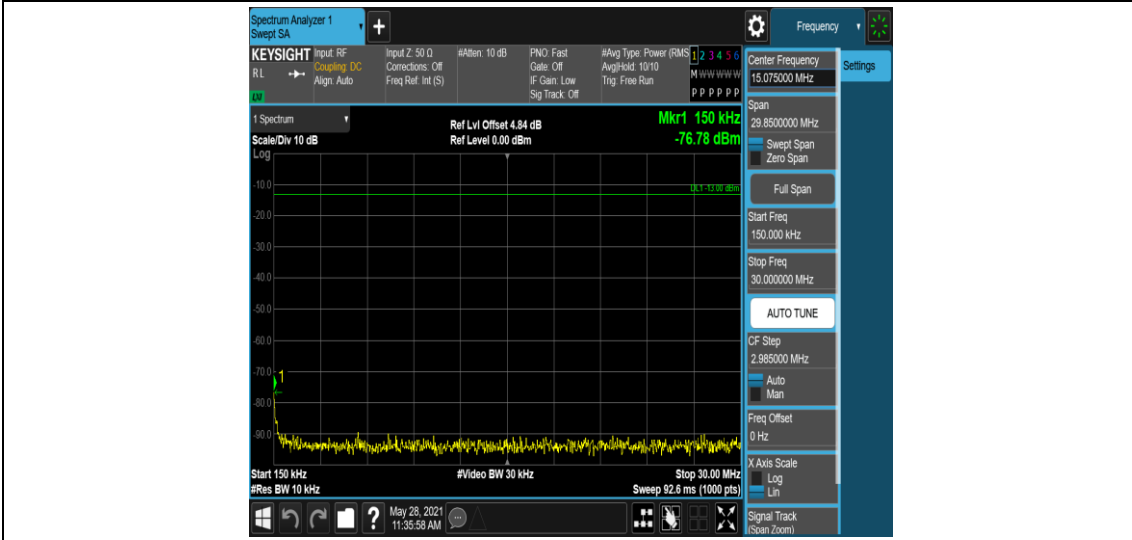 Spectrum Analyzer 1
Swept SA
+
Frequency
KEYSIGHT
RL
LXI
Input: RF
Coupling: DC
Align: Auto
Input Z: 50 Ω
Corrections: Off
Freq Ref: Int (S)
#Atten: 10 dB
PNO: Fast
Gate: Off
IF Gain: Low
Sig Track: Off
#Avg Type: Power (RMS
Avg|Hold: 10/10
Trig: Free Run
1 2 3 4 5 6
M W W W W W
P P P P P P
1 Spectrum
Scale/Div 10 dB
Log
Ref Lvl Offset 4.84 dB
Ref Level 0.00 dBm
Mkr1 150 kHz
-76.78 dBm
DL1 -13.00 dBm
-10.0
-20.0
-30.0
-40.0
-50.0
-60.0
-70.0
1
-80.0
-90.0
Start 150 kHz
#Res BW 10 kHz
#Video BW 30 kHz
Stop 30.00 MHz
Sweep 92.6 ms (1000 pts)
?
May 28, 2021
11:35:58 AM
Center Frequency
15.075000 MHz
Settings
Span
29.8500000 MHz
Swept Span
Zero Span
Full Span
Start Freq
150.000 kHz
Stop Freq
30.000000 MHz
AUTO TUNE
CF Step
2.985000 MHz
Auto
Man
Freq Offset
0 Hz
X Axis Scale
Log
Lin
Signal Track
(Span Zoom)